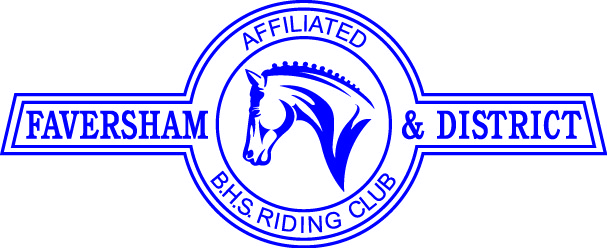 AFFILIATED
FAVERSHAM & DISTRICT
B.H.S. RIDING CLUB